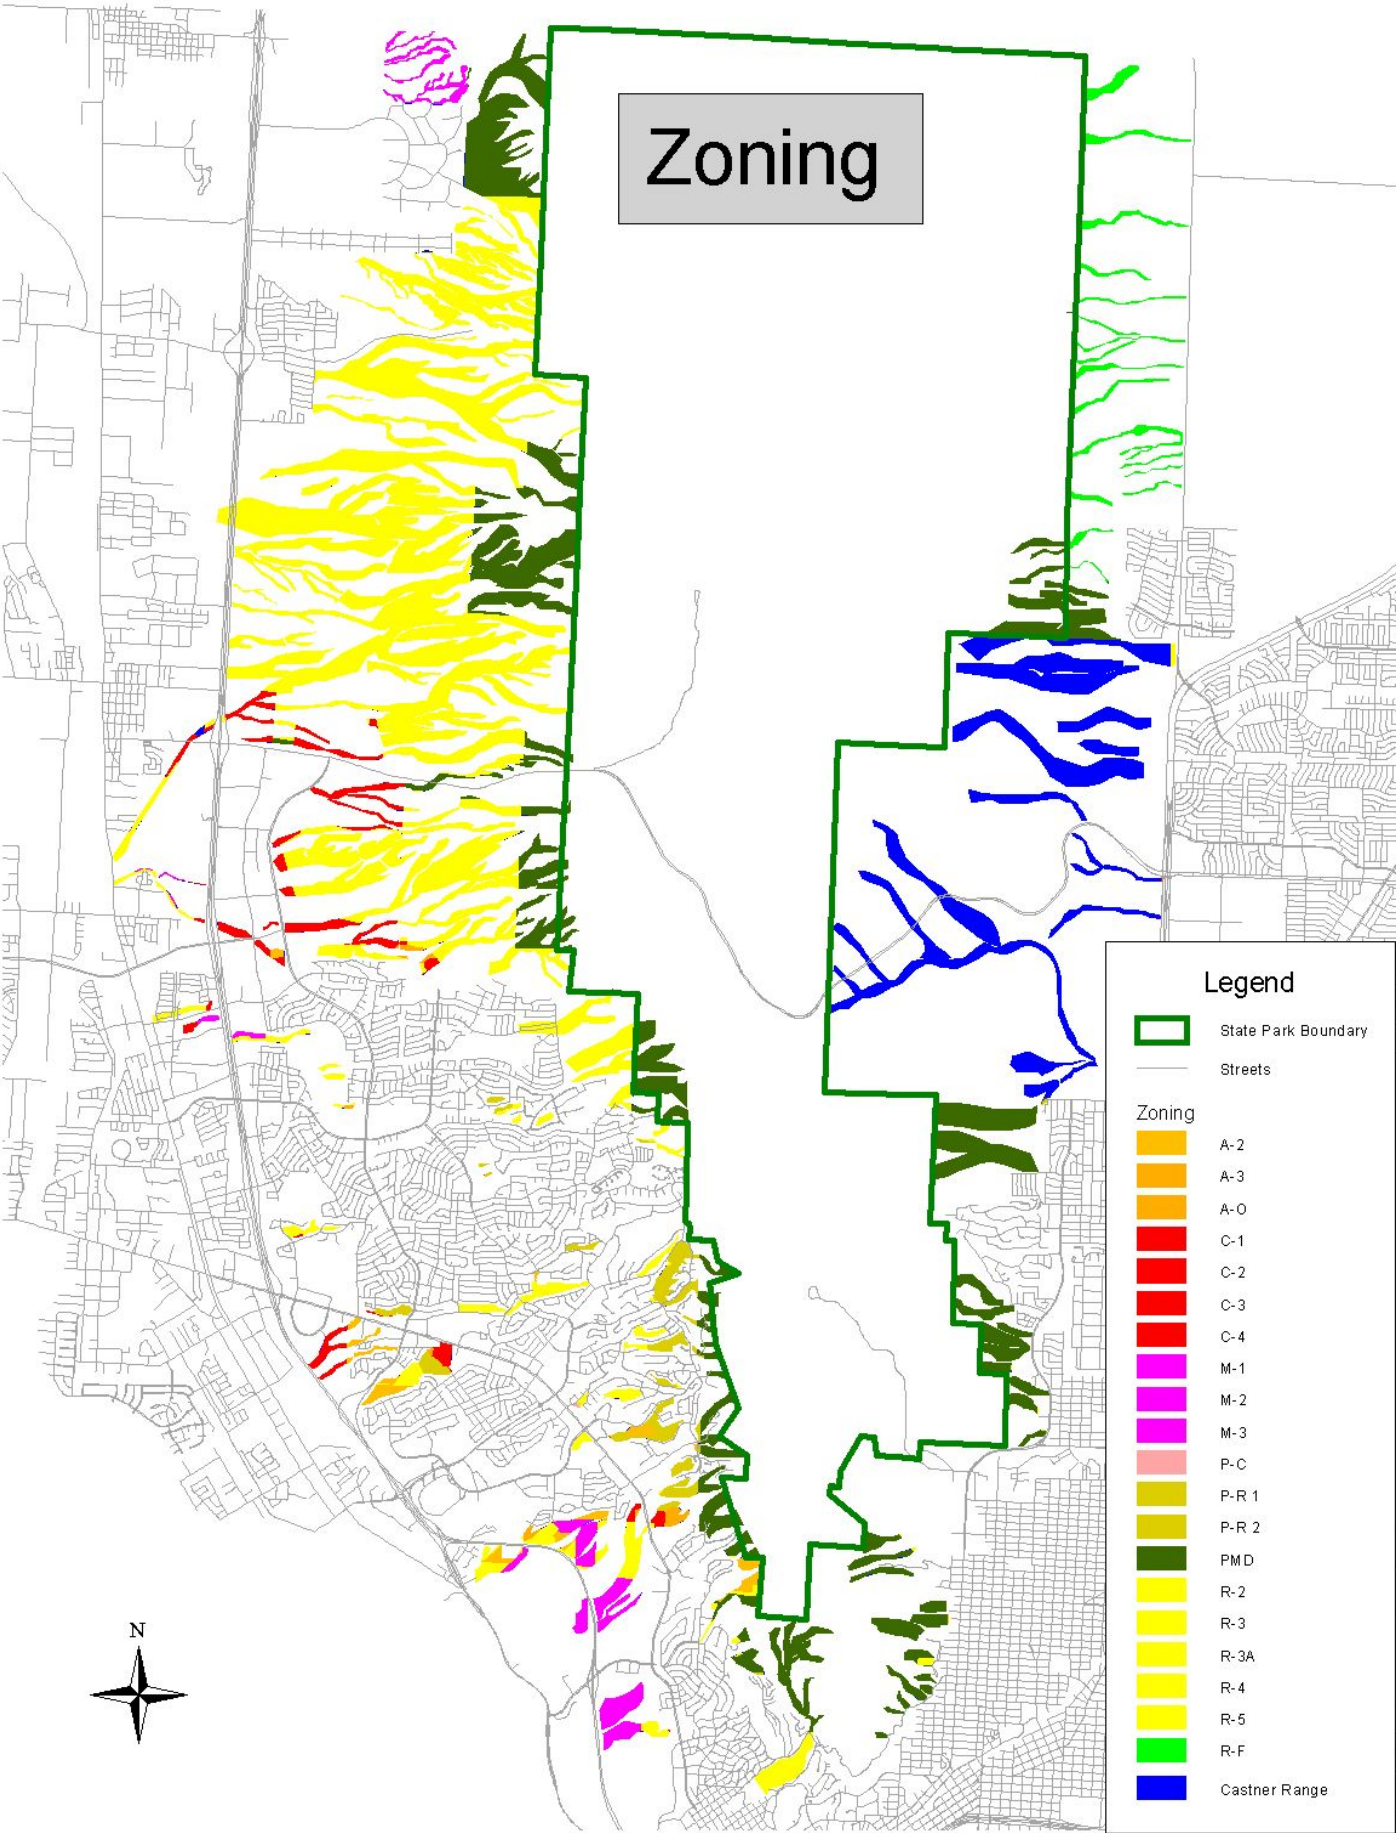 Zoning
Legend
State Park Boundary
Streets
Zoning
A-2
A-3
A-O
C-1
C-2
C-3
C-4
M-1
M-2
M-3
P-C
P-R 1
P-R 2
PMD
R-2
R-3
R-3A
R-4
R-5
R-F
Castner Range
N